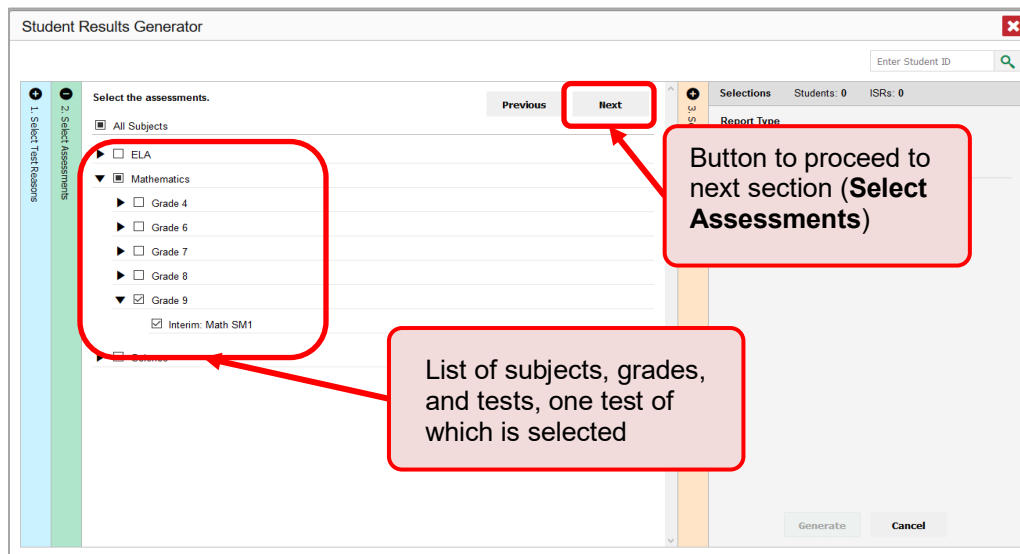 Student Results Generator
Enter Student ID
1. Select Test Reasons
2. Select Assessments
Select the assessments.
Previous
Next
All Subjects
ELA
Mathematics
Grade 4
Grade 6
Grade 7
Grade 8
Grade 9
Interim: Math SM1
Selections Students: 0 ISRs: 0
Report Type
Button to proceed to
next section (Select
Assessments)
List of subjects, grades,
and tests, one test of
which is selected
Generate
Cancel